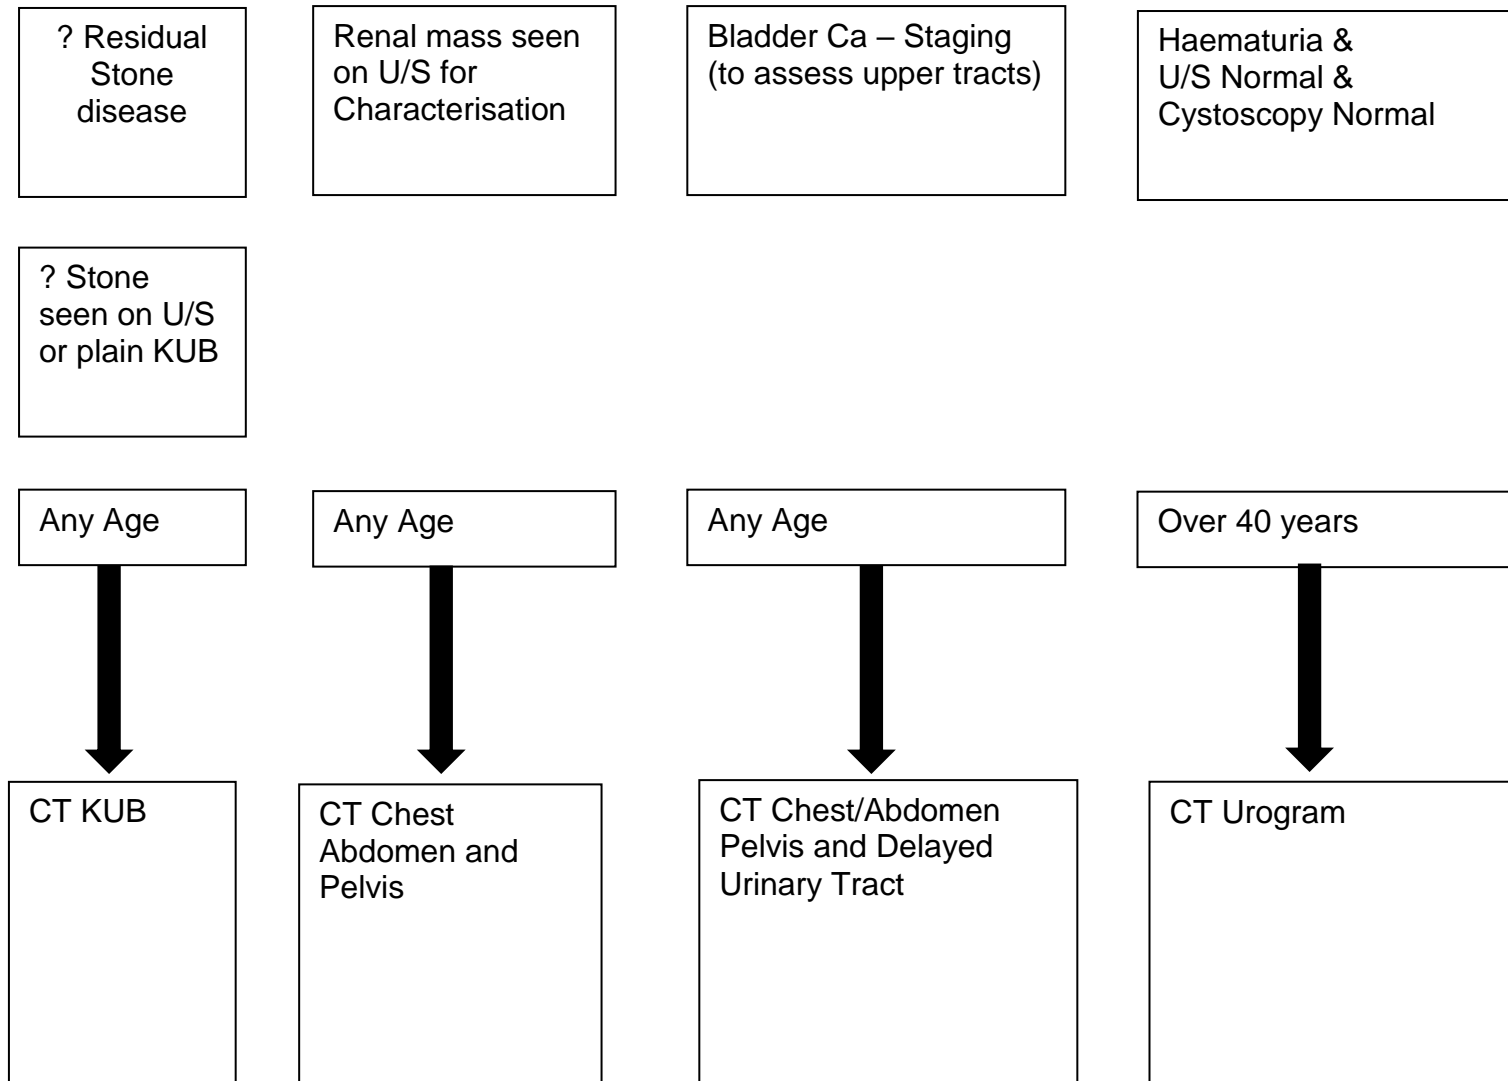 ? Residual
Stone
disease
Renal mass seen
on U/S for
Characterisation
Bladder Ca – Staging
(to assess upper tracts)
Haematuria &
U/S Normal &
Cystoscopy Normal
? Stone
seen on U/S
or plain KUB
Any Age
Any Age
Any Age
Over 40 years
CT KUB
CT Chest
Abdomen and
Pelvis
CT Chest/Abdomen
Pelvis and Delayed
Urinary Tract
CT Urogram